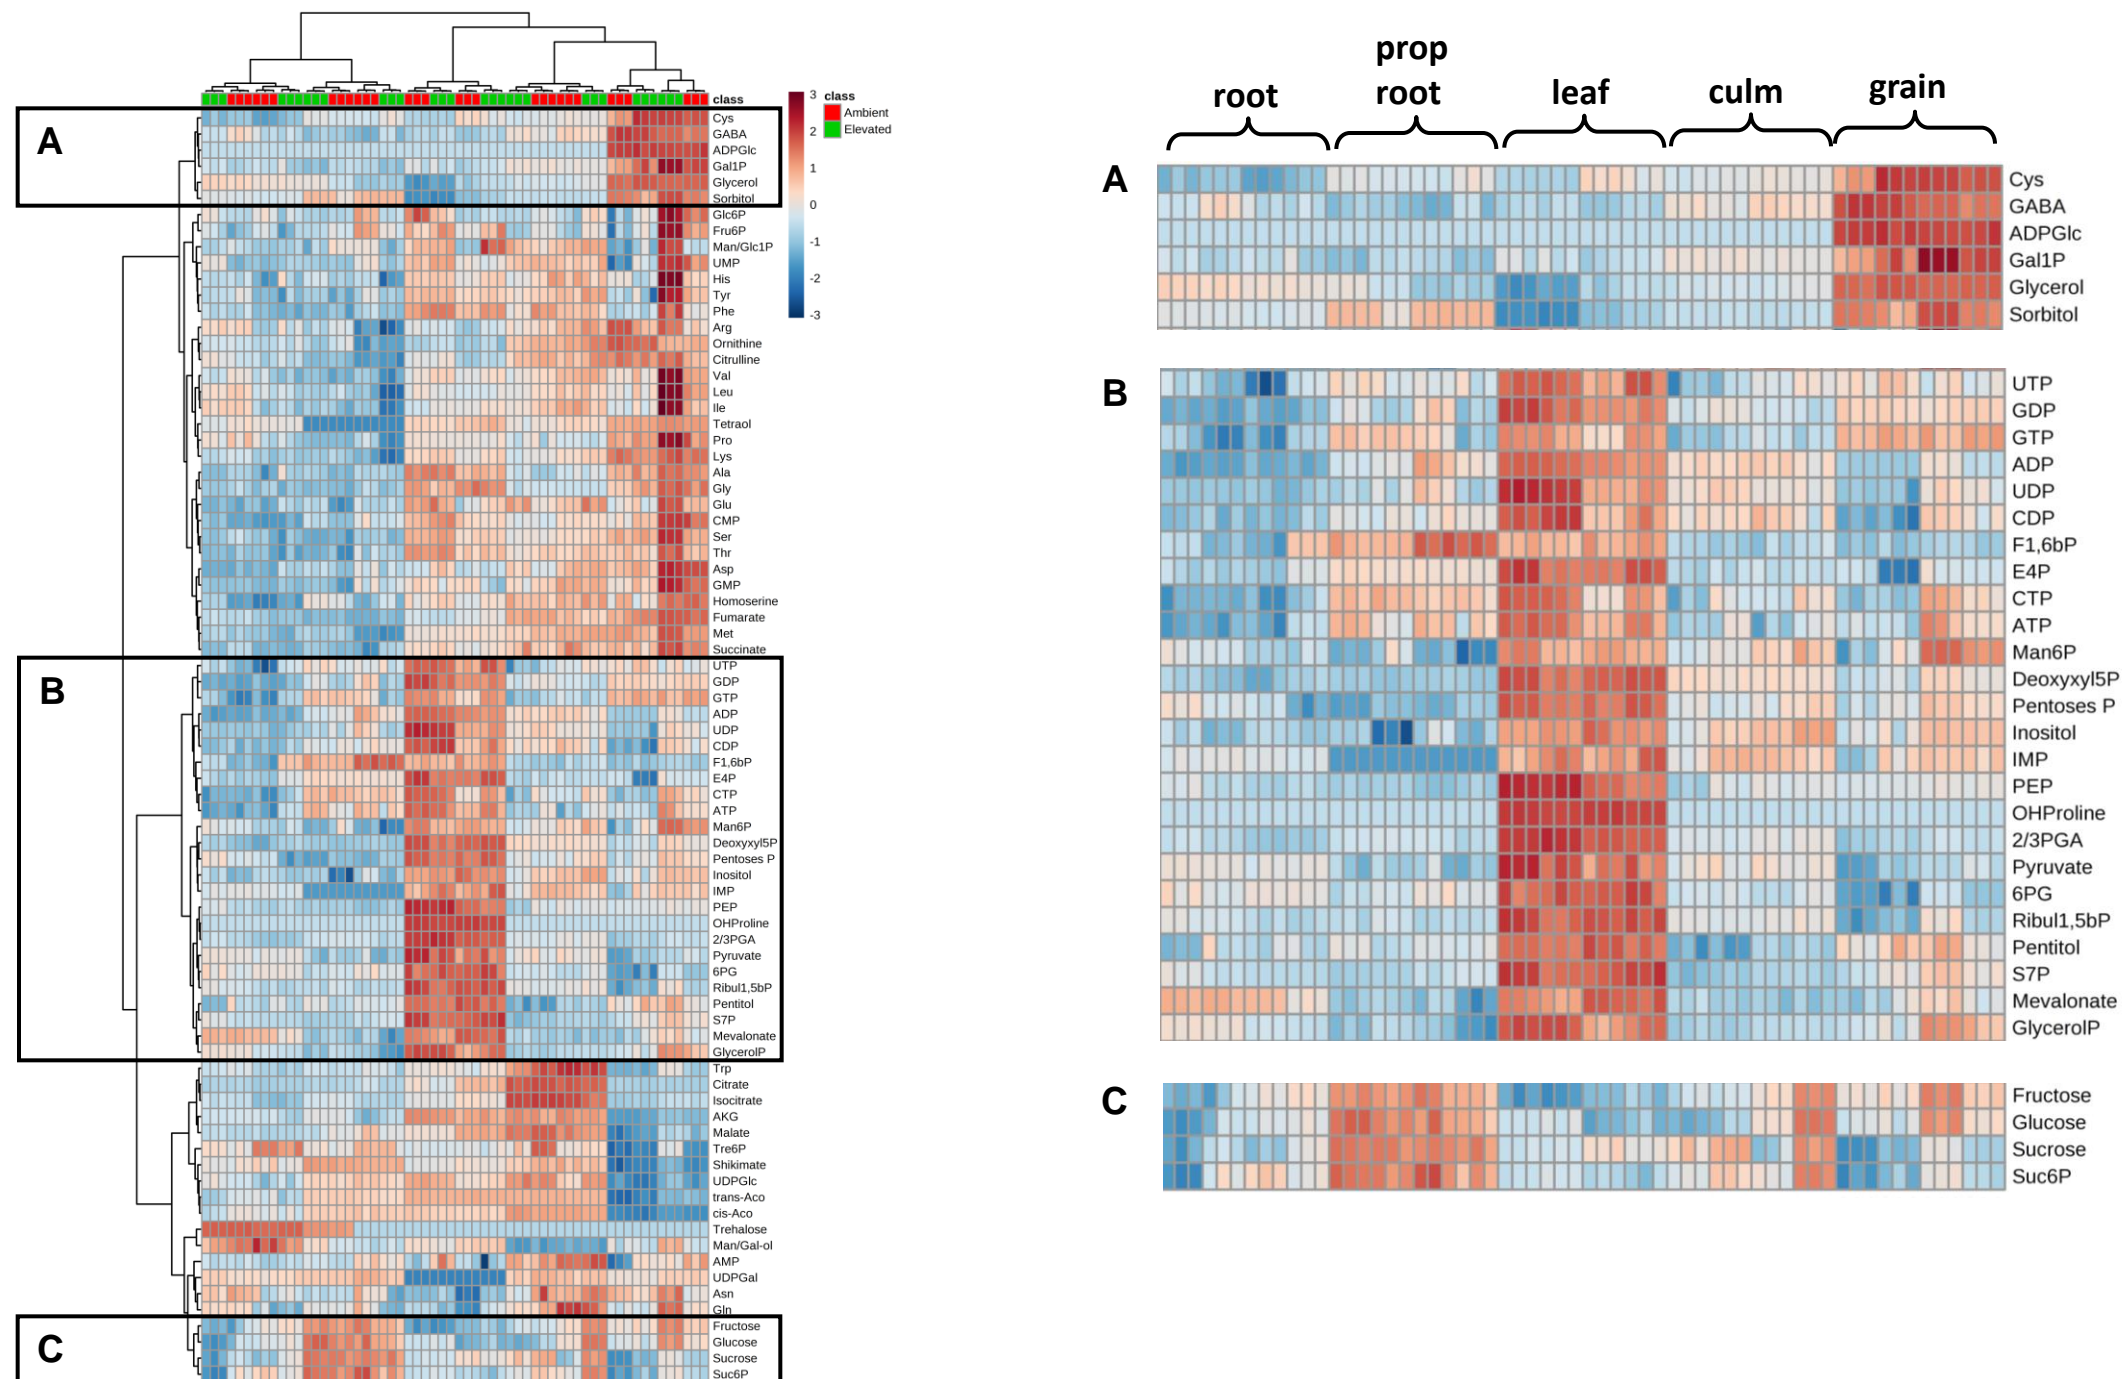 A
B
C
class
Cys
GABA
ADPGlc
Gal1P
Glycerol
Sorbitol
Glc6P
Fru6P
Man/Glc1P
UMP
His
Tyr
Phe
Arg
Ornithine
Citrulline
Val
Leu
Ile
Tetraol
Pro
Lys
Ala
Gly
Glu
CMP
Ser
Thr
Asp
GMP
Homoserine
Fumarate
Met
Succinate
UTP
GDP
GTP
ADP
UDP
CDP
F1,6bP
E4P
CTP
ATP
Man6P
Deoxyxyl5P
Pentoses P
Inositol
IMP
PEP
OHProline
2/3PGA
Pyruvate
6PG
Ribul1,5bP
Pentitol
S7P
Mevalonate
GlycerolP
Trp
Citrate
Isocitrate
AKG
Malate
Tre6P
Shikimate
UDPGlc
trans-Aco
cis-Aco
Trehalose
Man/Gal-ol
AMP
UDPGal
Asn
Gln
Fructose
Glucose
Sucrose
Suc6P
3
2
1
0
-1
-2
-3
class
Ambient
Elevated
root
prop
root
leaf
culm
grain
A
Cys
GABA
ADPGlc
Gal1P
Glycerol
Sorbitol
B
UTP
GDP
GTP
ADP
UDP
CDP
F1,6bP
E4P
CTP
ATP
Man6P
Deoxyxyl5P
Pentoses P
Inositol
IMP
PEP
OHProline
2/3PGA
Pyruvate
6PG
Ribul1,5bP
Pentitol
S7P
Mevalonate
GlycerolP
C
Fructose
Glucose
Sucrose
Suc6P